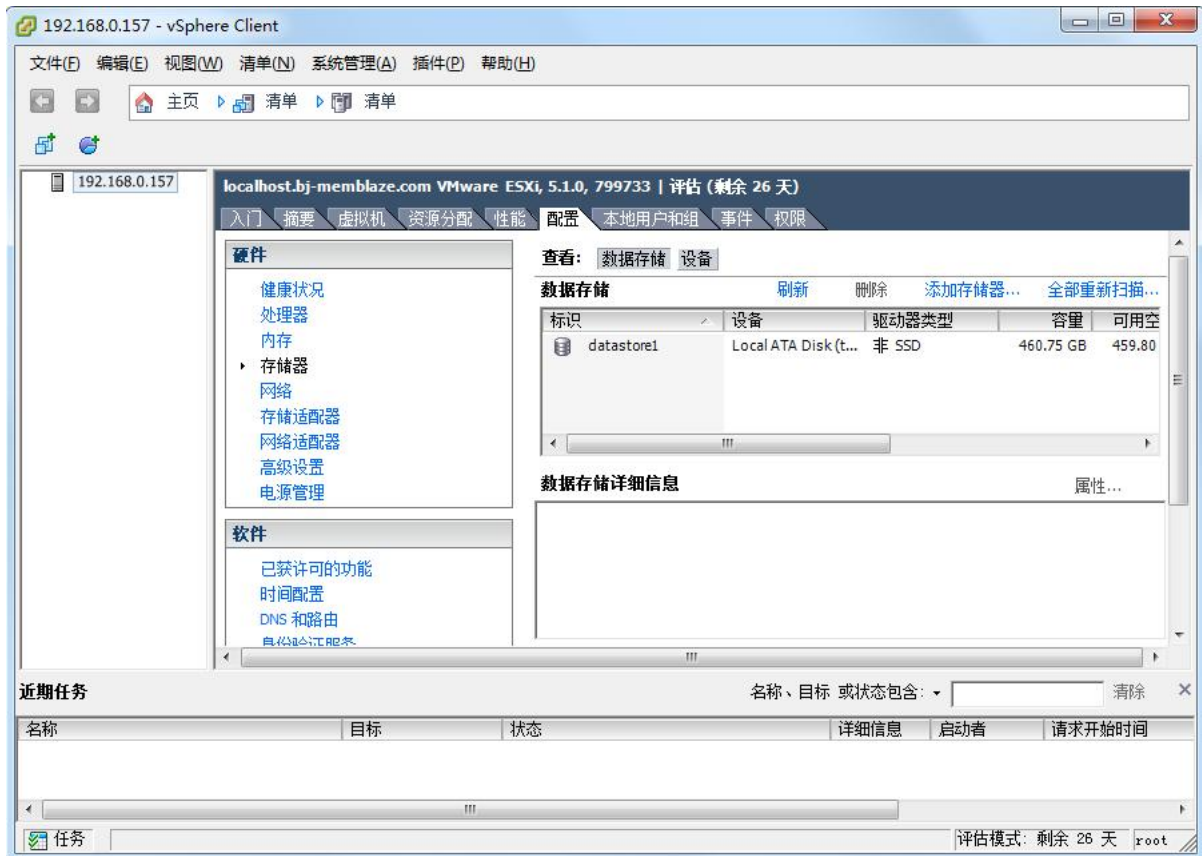 192.168.0.157 - vSphere Client
文件(F) 编辑(E) 视图(W) 清单(N) 系统管理(A) 插件(P) 帮助(H)
主页 清单 清单
192.168.0.157
localhost.bj-memblaze.com VMware ESXi, 5.1.0, 799733 | 评估 (剩余 26 天)
入门 摘要 虚拟机 资源分配 性能 配置 本地用户和组 事件 权限
硬件
健康状况
处理器
内存
存储器
网络
存储适配器
网络适配器
高级设置
电源管理
软件
已获许可的功能
时间配置
DNS 和路由
身份验证服务
查看: 数据存储 设备
数据存储 刷新 删除 添加存储器... 全部重新扫描...
标识 设备 驱动器类型 容量 可用空
datastore1 Local ATA Disk (t... 非 SSD 460.75 GB 459.80
数据存储详细信息 属性...
近期任务 名称、目标 或状态包含: 清除
名称 目标 状态 详细信息 启动者 请求开始时间
任务 评估模式: 剩余 26 天 root